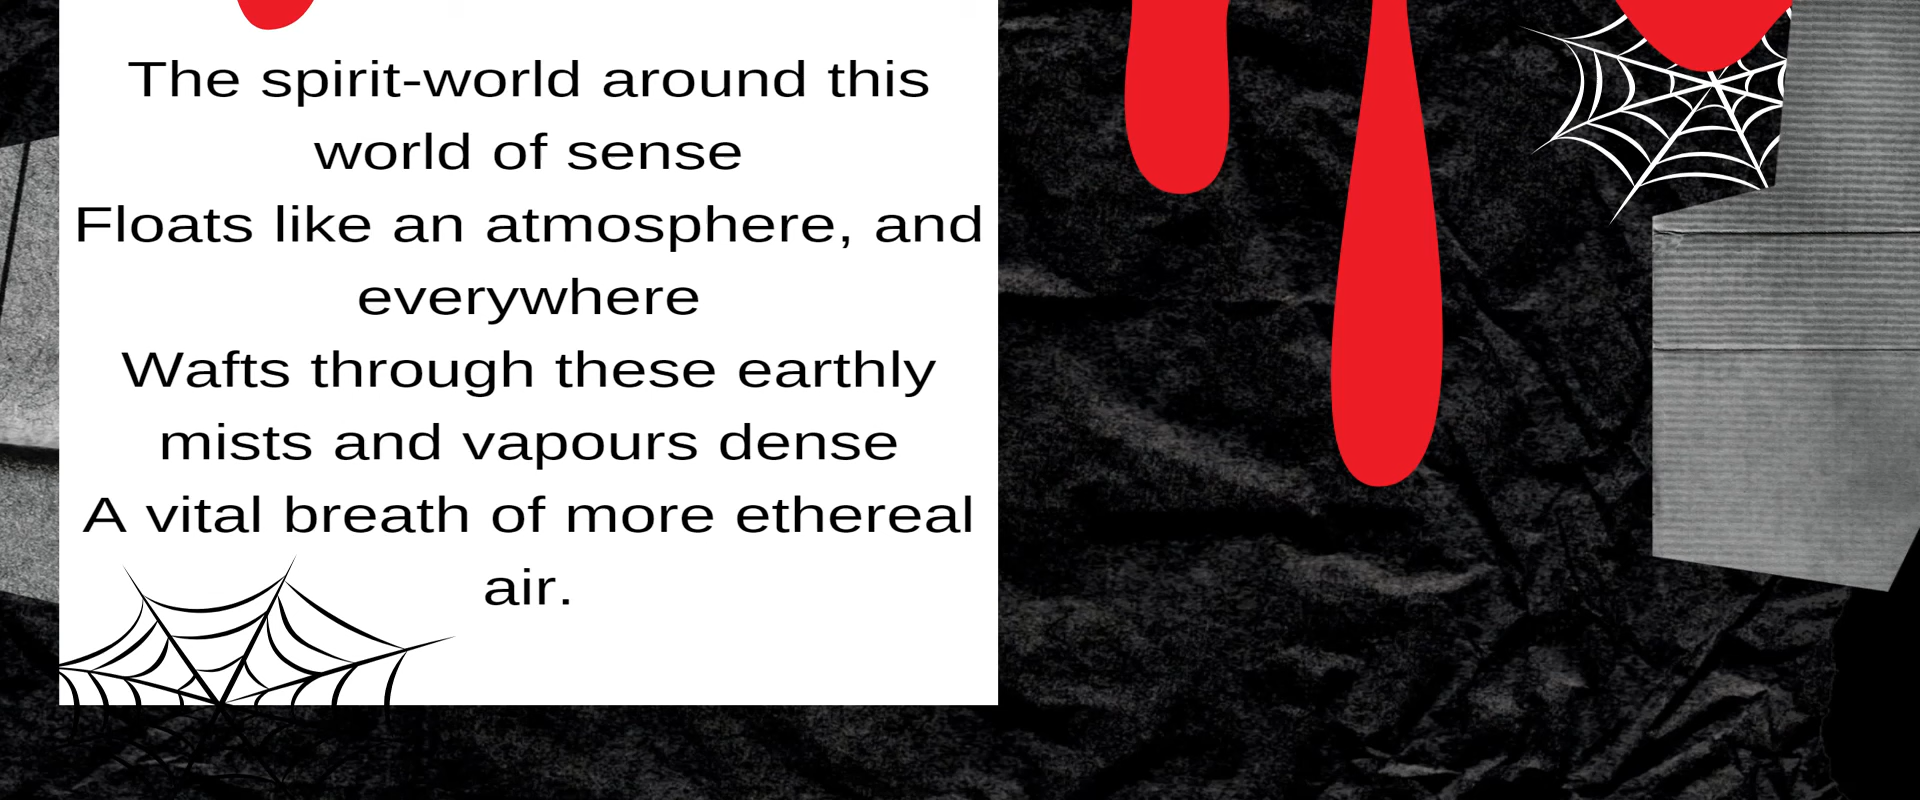 The spirit-world around this
world of sense
Floats like an atmosphere, and
everywhere
Wafts through these earthly
mists and vapours dense
A vital breath of more ethereal
air.